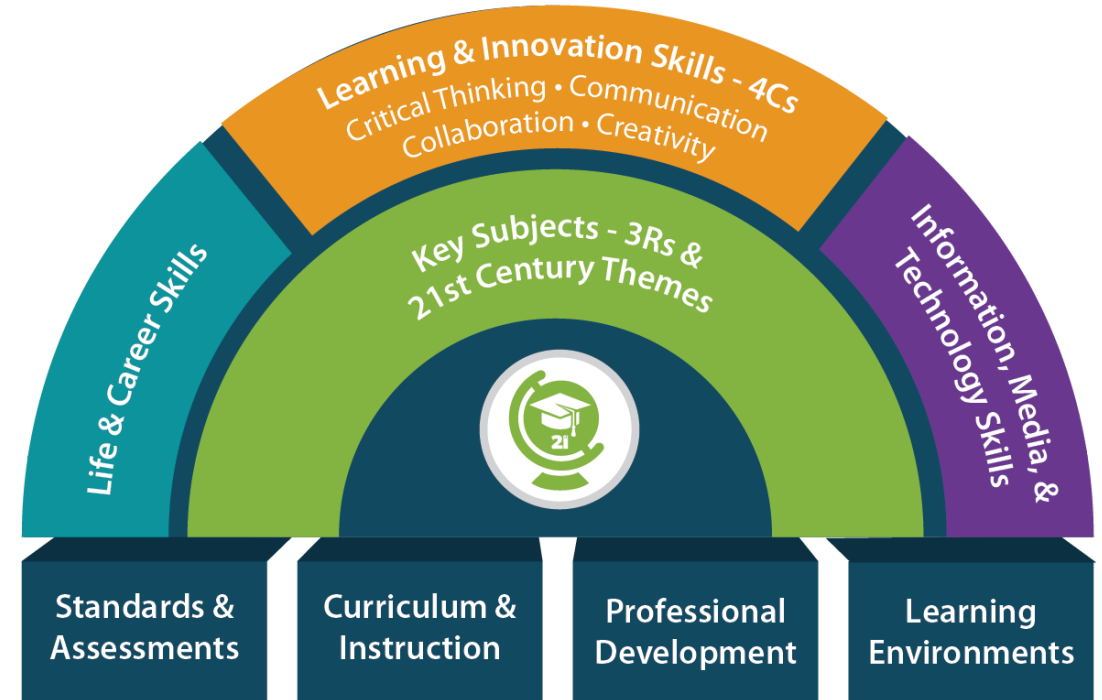 Learning & Innovation Skills - 4Cs
Critical Thinking • Communication
Collaboration • Creativity
Life & Career Skills
Key Subjects - 3Rs &
21st Century Themes
Information, Media, &
Technology Skills
21
Standards &
Assessments
Curriculum &
Instruction
Professional
Development
Learning
Environments